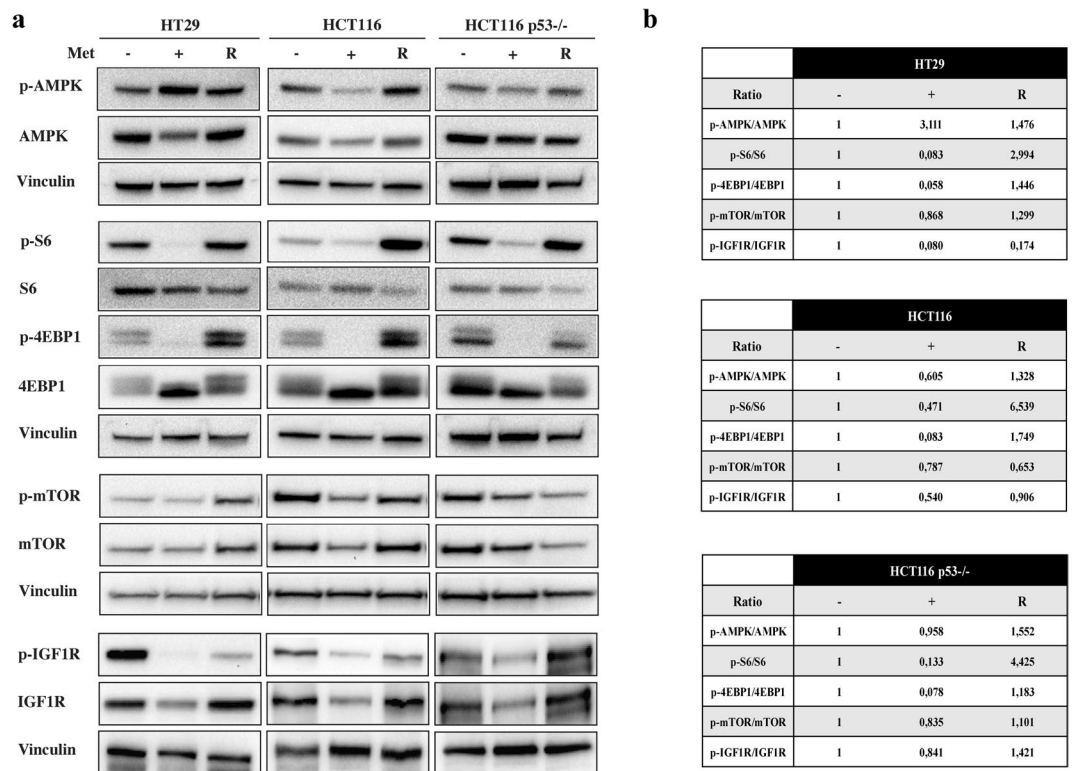 a
HT29 HCT116 HCT116 p53-/-
Met - + R - + R - + R
p-AMPK
AMPK
Vinculin
p-S6
S6
p-4EBP1
4EBP1
Vinculin
p-mTOR
mTOR
Vinculin
p-IGF1R
IGF1R
Vinculin
b
HT29
Ratio - + R
p-AMPK/AMPK 1 3,111 1,476
p-S6/S6 1 0,083 2,994
p-4EBP1/4EBP1 1 0,058 1,446
p-mTOR/mTOR 1 0,868 1,299
p-IGF1R/IGF1R 1 0,080 0,174
HCT116
Ratio - + R
p-AMPK/AMPK 1 0,605 1,328
p-S6/S6 1 0,471 6,539
p-4EBP1/4EBP1 1 0,083 1,749
p-mTOR/mTOR 1 0,787 0,653
p-IGF1R/IGF1R 1 0,540 0,906
HCT116 p53-/-
Ratio - + R
p-AMPK/AMPK 1 0,958 1,552
p-S6/S6 1 0,133 4,425
p-4EBP1/4EBP1 1 0,078 1,183
p-mTOR/mTOR 1 0,835 1,101
p-IGF1R/IGF1R 1 0,841 1,421